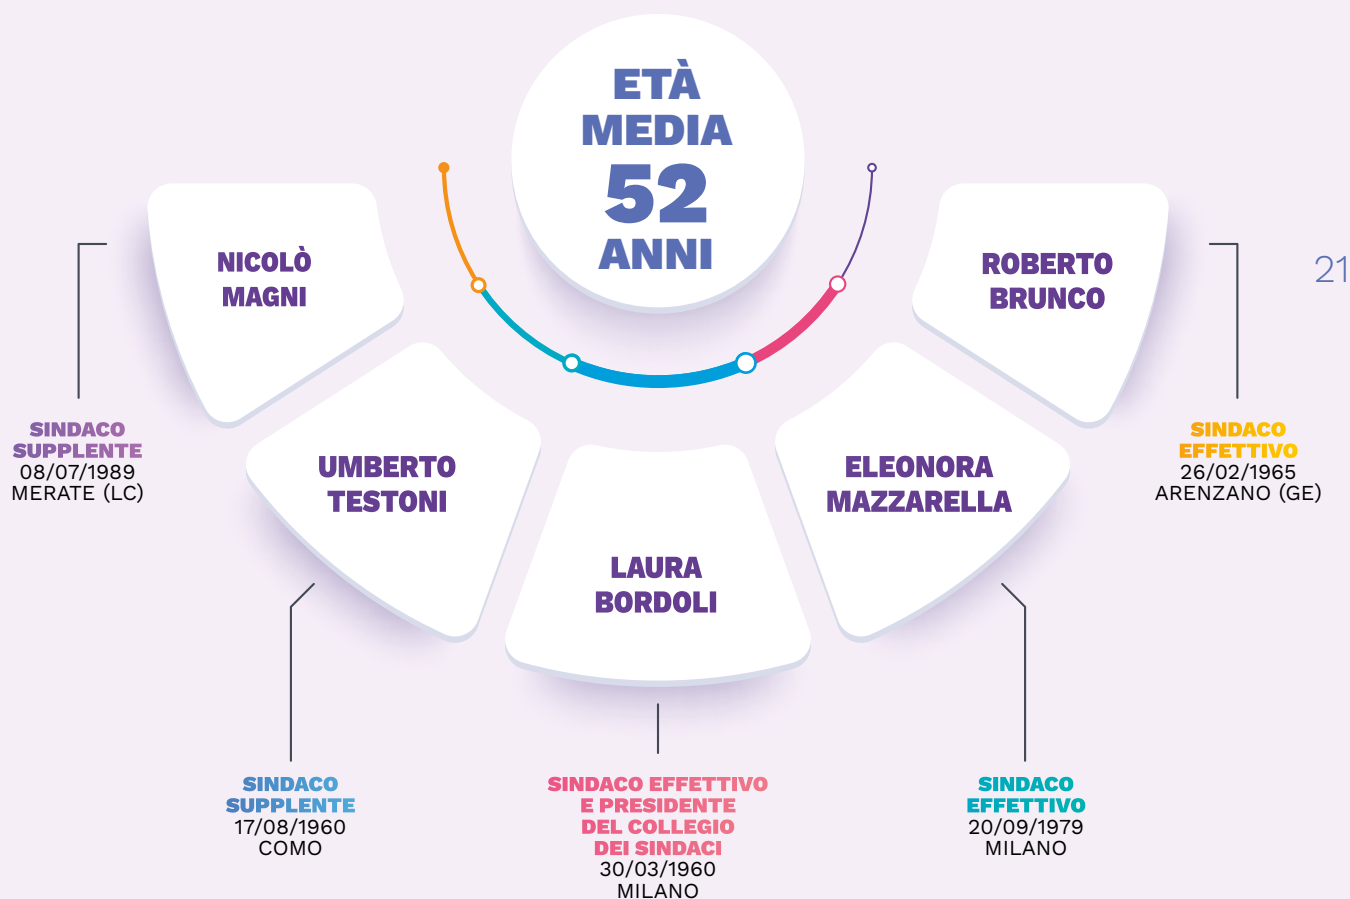 ETÀ
MEDIA
52
ANNI
NICOLÒ
MAGNI
SINDACO
SUPPLENTE
08/07/1989
MERATE (LC)
UMBERTO
TESTONI
SINDACO
SUPPLENTE
17/08/1960
COMO
LAURA
BORDOLI
SINDACO EFFETTIVO
E PRESIDENTE
DEL COLLEGIO
DEI SINDACI
30/03/1960
MILANO
ELEONORA
MAZZARELLA
SINDACO
EFFETTIVO
20/09/1979
MILANO
ROBERTO
BRUNCO
SINDACO
EFFETTIVO
26/02/1965
ARENZANO (GE)
21